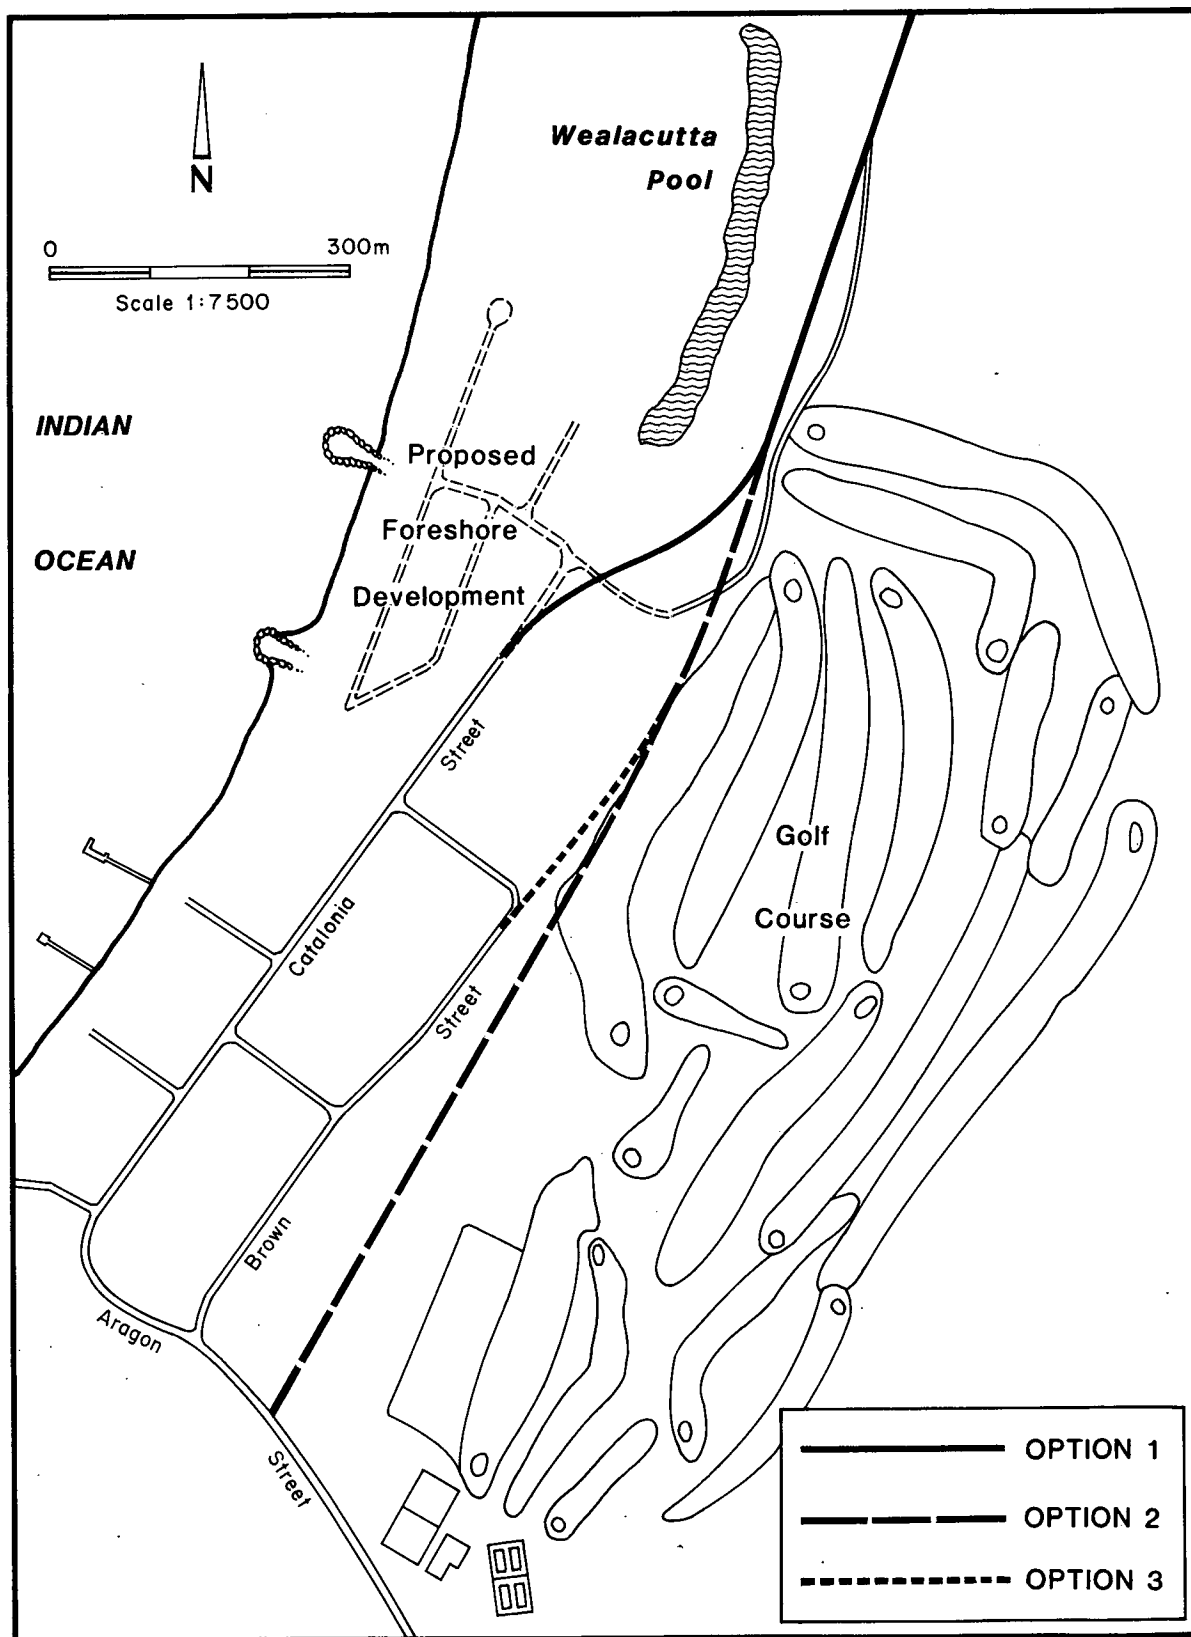 Wealacutta
Pool
N
0 300m
Scale 1:7500
INDIAN
OCEAN
Proposed
Foreshore
Development
Street
Catalonia
Street
Brown
Aragon
Street
Golf
Course
OPTION 1
OPTION 2
OPTION 3